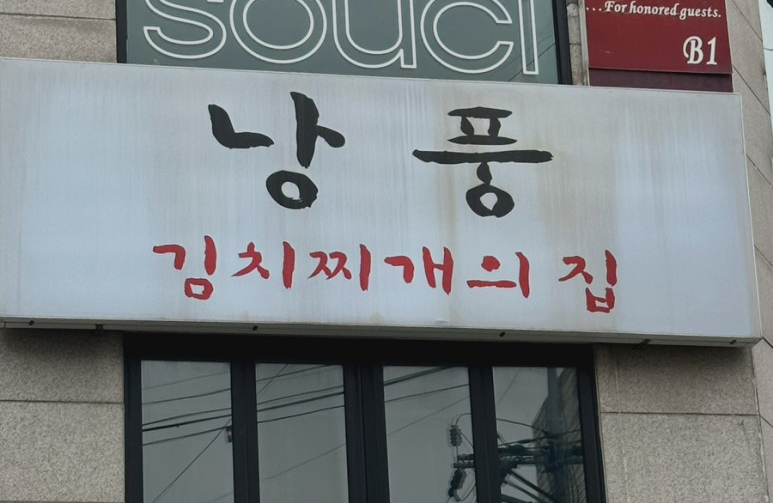 souci
...For honored guests.
B1
낭풍
김치찌개의 집